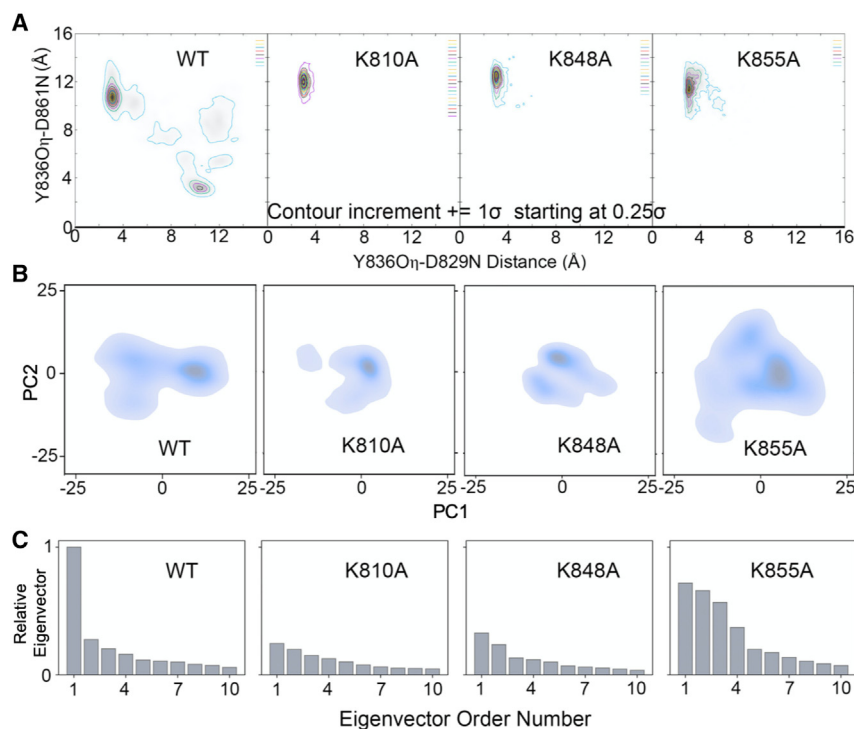 A
Y836Oη-D861N (Å)
16
12
8
4
0
WT
K810A
K848A
K855A
Contour increment += 1σ starting at 0.25σ
0 4 8 12 0 4 8 12 0 4 8 12 0 4 8 12 16
Y836Oη-D829N Distance (Å)
B
PC2
25
0
-25
WT
K810A
K848A
K855A
-25 0 25 -25 0 25 -25 0 25 -25 0 25
PC1
C
Relative
Eigenvector
1
0
WT
K810A
K848A
K855A
1 4 7 10 1 4 7 10 1 4 7 10 1 4 7 10
Eigenvector Order Number